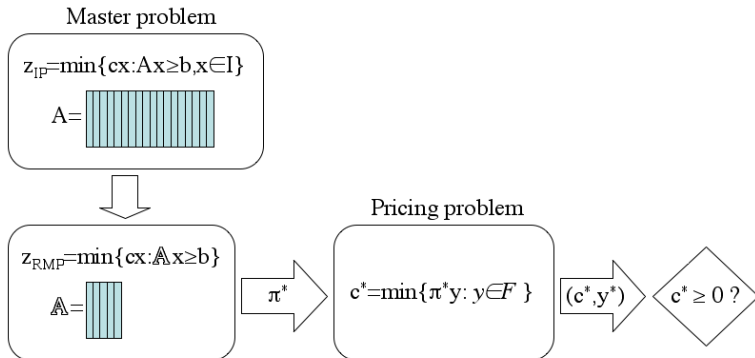 Master problem
z_IP=min{cx:Ax≥b,x∈I}
A=
z_RMP=min{cx:𝔸x≥b}
𝔸=
π*
Pricing problem
c*=min{π*y: y∈F }
(c*,y*)
c* ≥ 0 ?